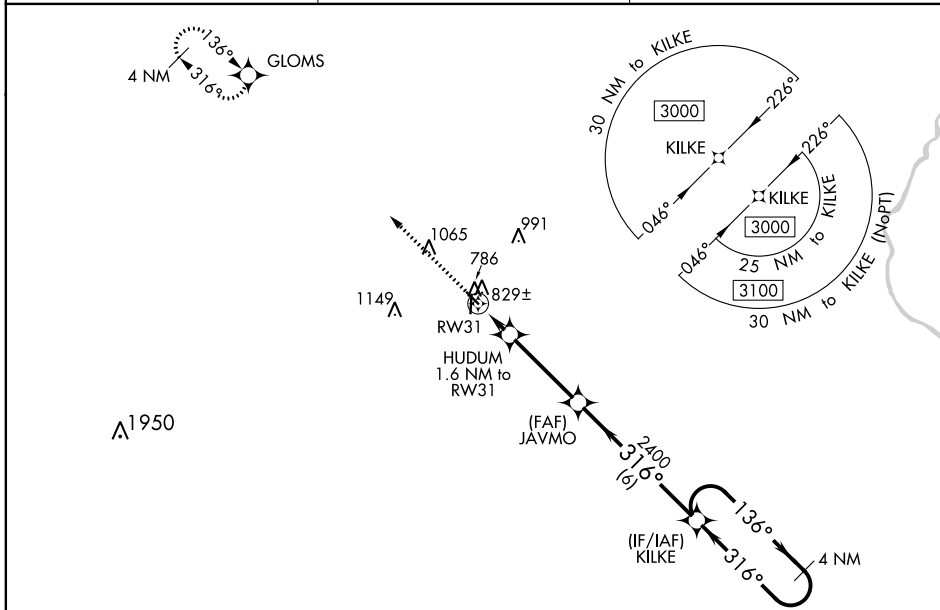 136°
GLOMS
4 NM
316°
30 NM to KILKE
3000
226°
KILKE
046°
226°
KILKE
046°
3000
25 NM to KILKE
3100
30 NM to KILKE (NoPT)
1065
991
786
829±
1149
RW31
HUDUM
1.6 NM to
RW31
1950
(FAF)
JAVMO
2400
316°
(6)
(IF/IAF)
KILKE
136°
316°
4 NM